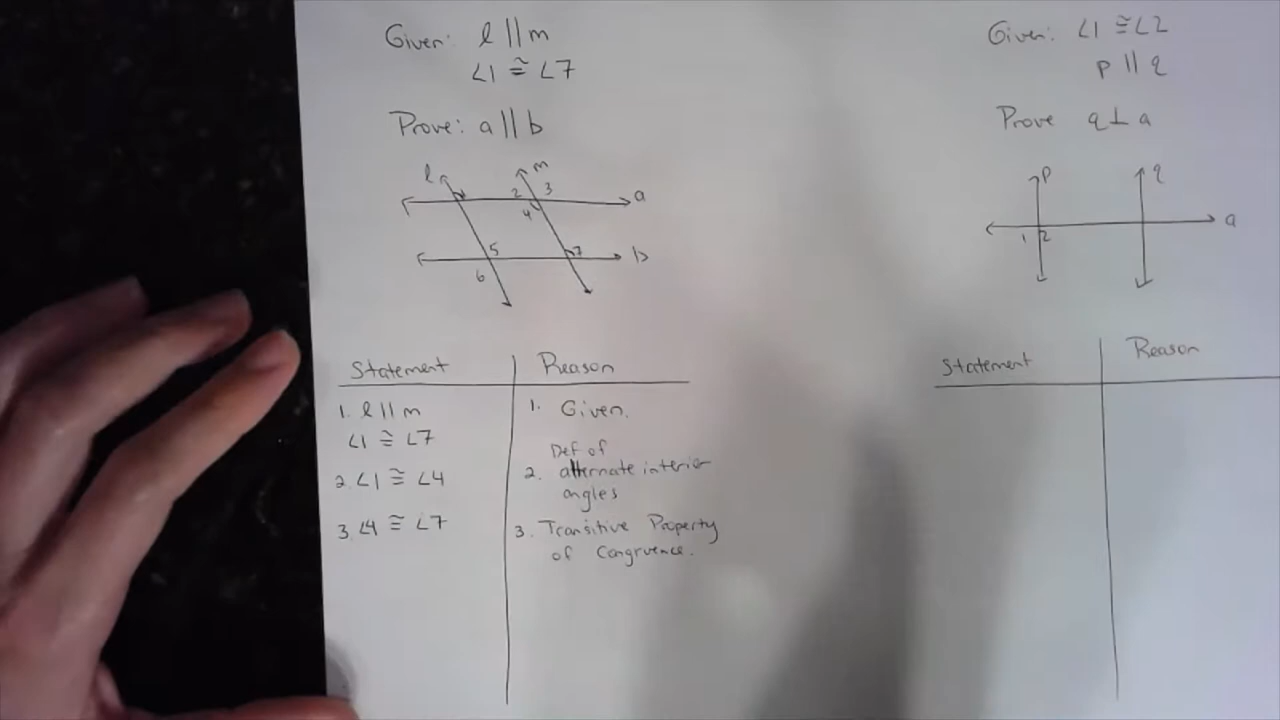 Given: l || m
∠1 ≅ ∠7
Prove: a || b
l
m
2
3
a
4
5
7
b
6
Statement
Reason
1. l || m
1. Given.
∠1 ≅ ∠7
2. ∠1 ≅ ∠4
Def of
2. alternate interior
angles
3. ∠4 ≅ ∠7
3. Transitive Property
of Congruence.
Given: ∠1 ≅ ∠2
p || q
Prove q ⊥ a
p
q
a
1
2
Statement
Reason